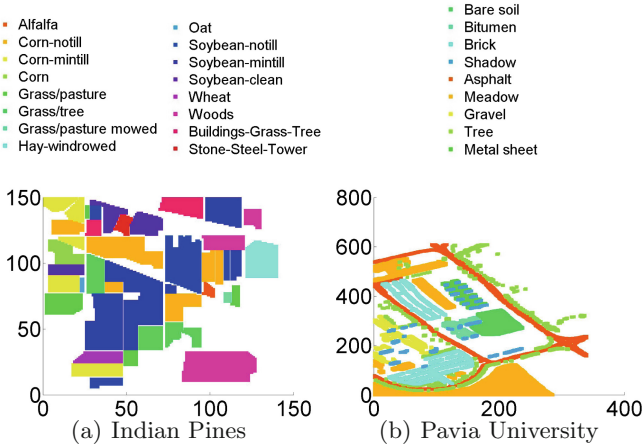 Alfalfa
Corn-notill
Corn-mintill
Corn
Grass/pasture
Grass/tree
Grass/pasture mowed
Hay-windrowed
Oat
Soybean-notill
Soybean-mintill
Soybean-clean
Wheat
Woods
Buildings-Grass-Tree
Stone-Steel-Tower
Bare soil
Bitumen
Brick
Shadow
Asphalt
Meadow
Gravel
Tree
Metal sheet
150
100
50
0
0 50 100 150
(a) Indian Pines
800
600
400
200
0
0 200 400
(b) Pavia University